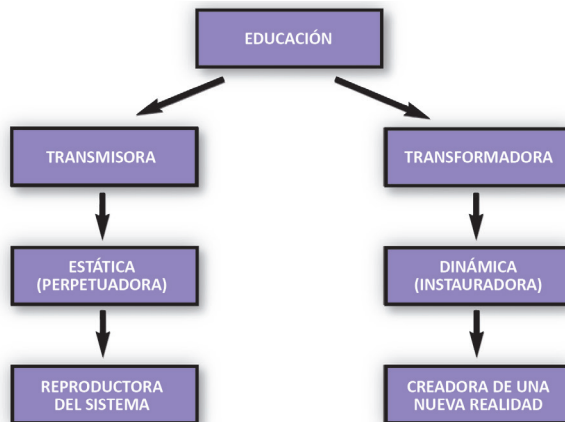 EDUCACIÓN
TRANSMISORA
TRANSFORMADORA
ESTÁTICA
(PERPETUADORA)
DINÁMICA
(INSTAURADORA)
REPRODUCTORA
DEL SISTEMA
CREADORA DE UNA
NUEVA REALIDAD